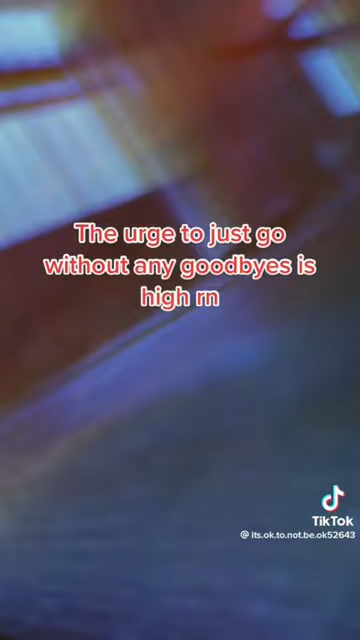 The urge to just go
without any goodbyes is
high rn
TikTok
@ its.ok.to.not.be.ok52643